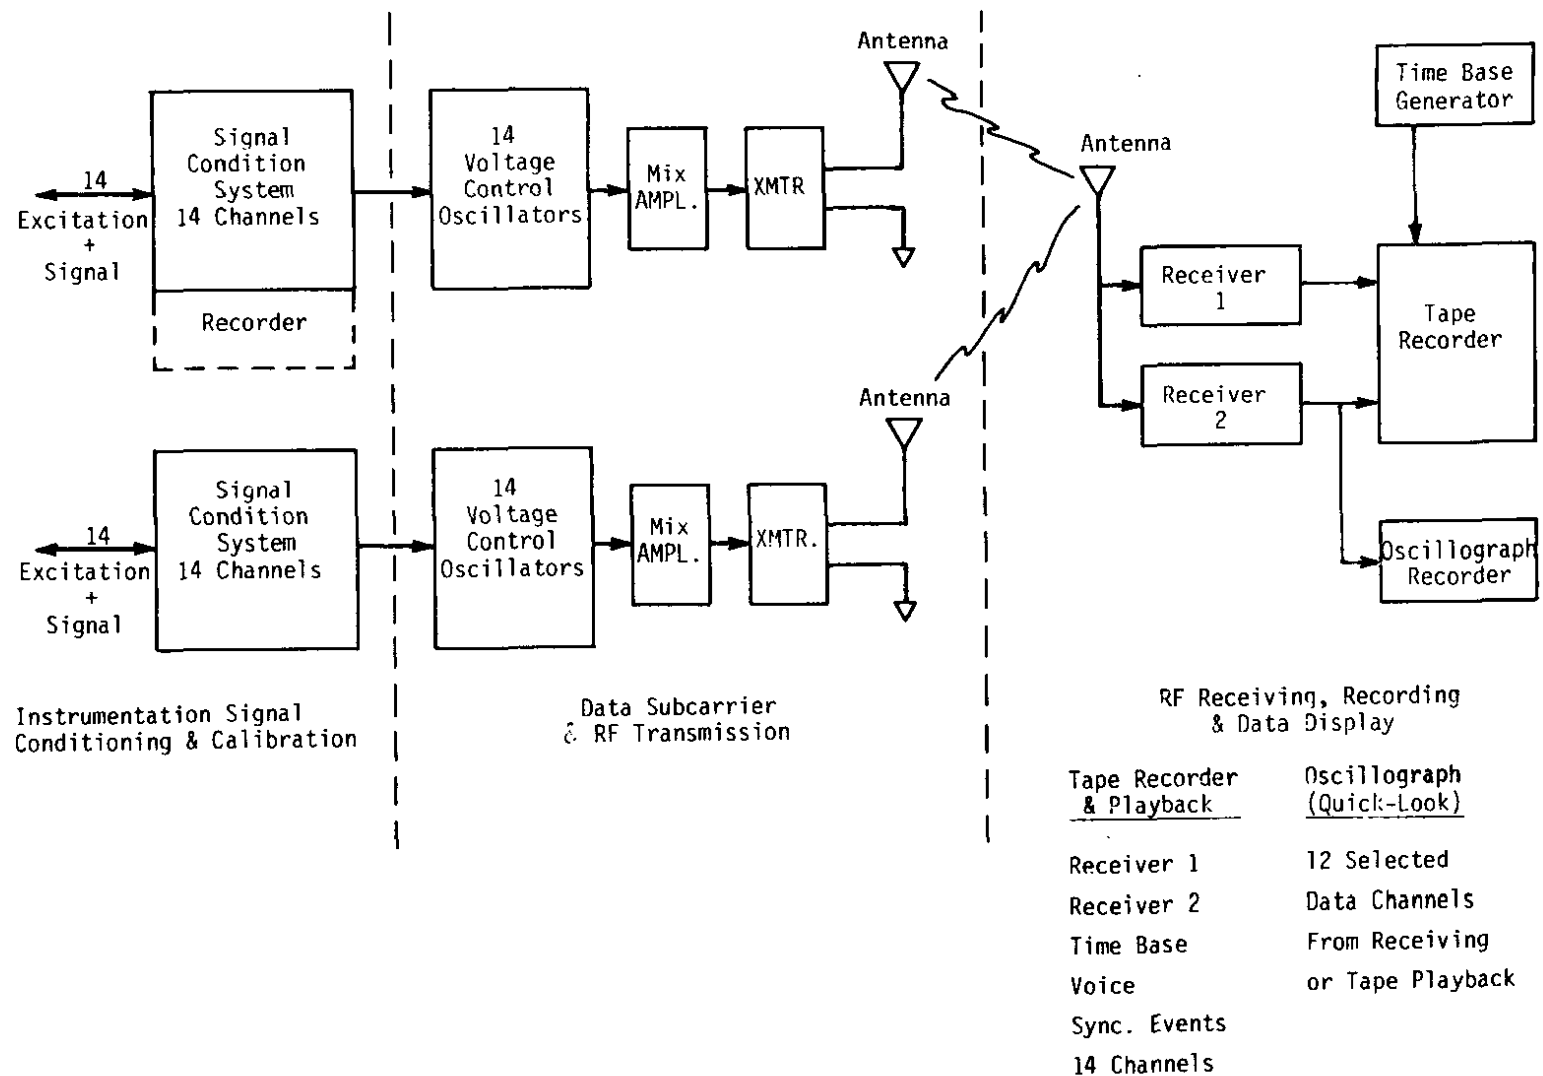 14
Excitation
+
Signal
Signal
Condition
System
14 Channels
Recorder
14
Voltage
Control
Oscillators
Mix
AMPL.
XMTR
Antenna
Antenna
Receiver
1
Receiver
2
Time Base
Generator
Tape
Recorder
Oscillograph
Recorder
14
Excitation
+
Signal
Signal
Condition
System
14 Channels
14
Voltage
Control
Oscillators
Mix
AMPL.
XMTR.
Antenna
Instrumentation Signal
Conditioning & Calibration
Data Subcarrier
& RF Transmission
RF Receiving, Recording
& Data Display
Tape Recorder
& Playback
Receiver 1
Receiver 2
Time Base
Voice
Sync. Events
14 Channels
Oscillograph
(Quick-Look)
12 Selected
Data Channels
From Receiving
or Tape Playback